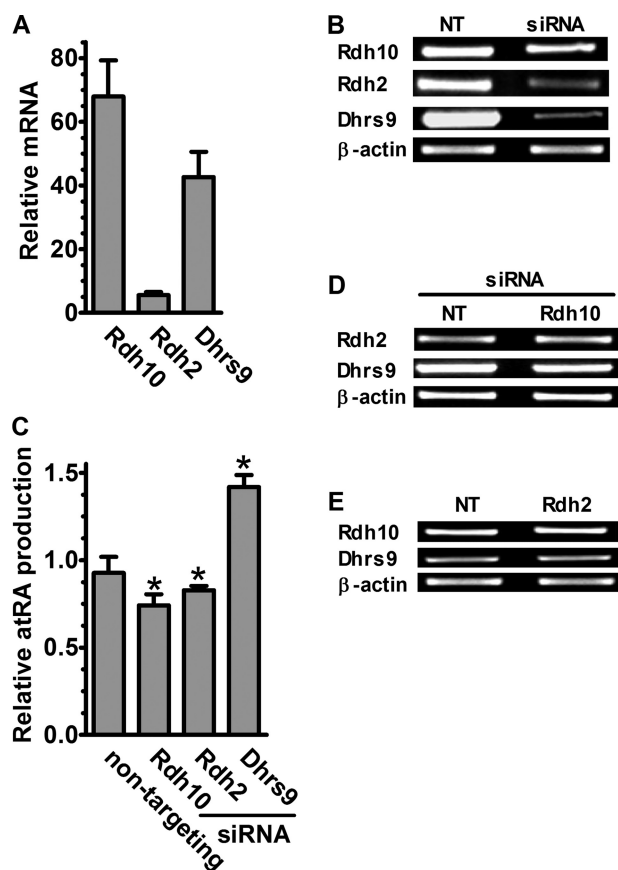 A
Relative mRNA
80
60
40
20
0
Rdh10
Rdh2
Dhrs9
B
NT siRNA
Rdh10
Rdh2
Dhrs9
β-actin
C
Relative atRA production
1.5
1.0
0.5
0.0
*
*
*
non-targeting
Rdh10
Rdh2
Dhrs9
siRNA
D
siRNA
NT Rdh10
Rdh2
Dhrs9
β-actin
E
NT Rdh2
Rdh10
Dhrs9
β-actin